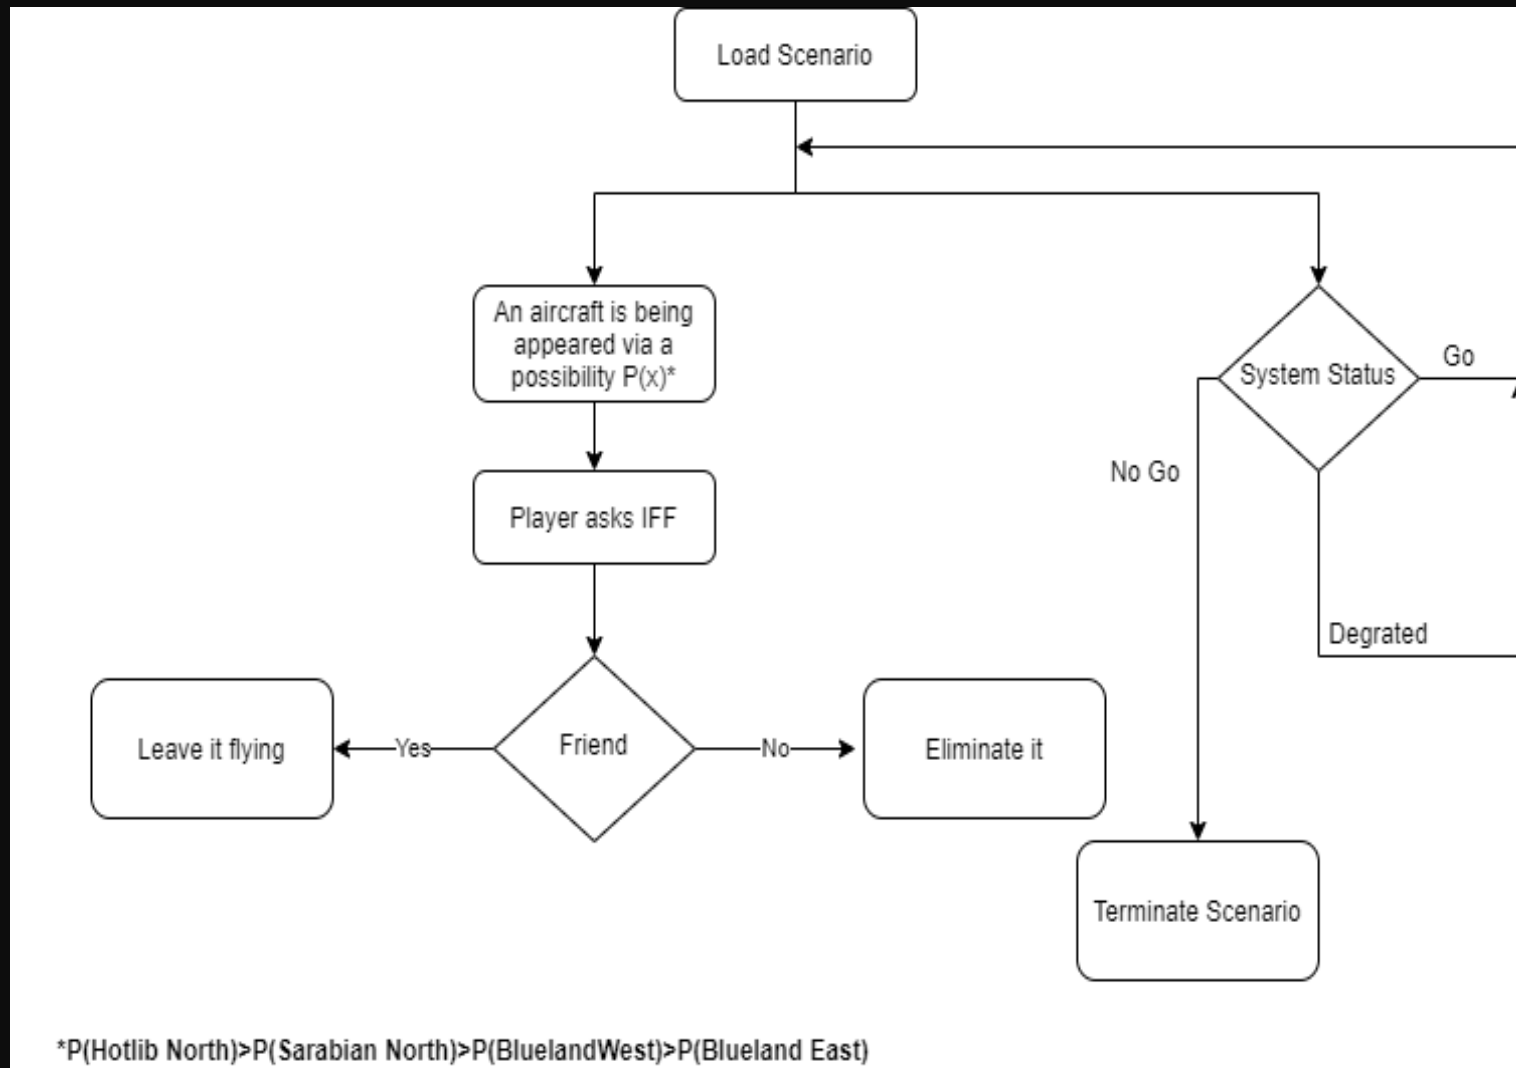 Load Scenario
An aircraft is being
appeared via a
possibility P(x)*
System Status
Go
No Go
Player asks IFF
Degrated
Leave it flying
Yes
Friend
No
Eliminate it
Terminate Scenario
*P(Hotlib North)>P(Sarabian North)>P(BluelandWest)>P(Blueland East)